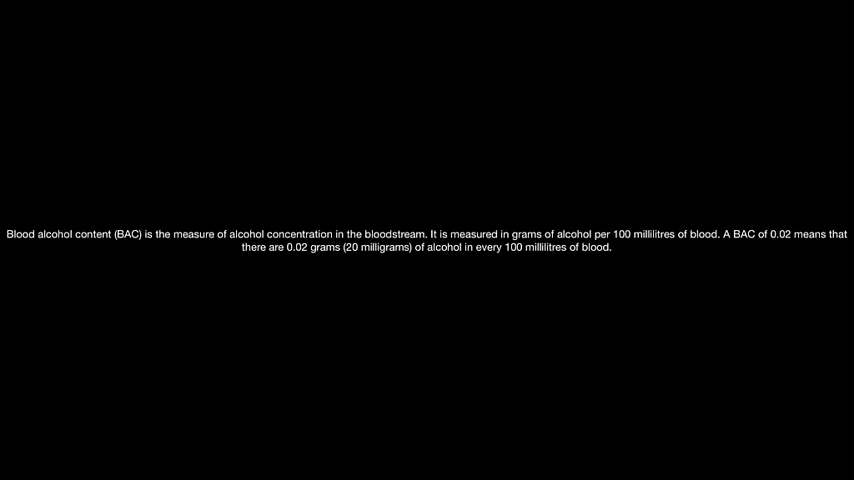 Blood alcohol content (BAC) is the measure of alcohol concentration in the bloodstream. It is measured in grams of alcohol per 100 millilitres of blood. A BAC of 0.02 means that
there are 0.02 grams (20 milligrams) of alcohol in every 100 millilitres of blood.